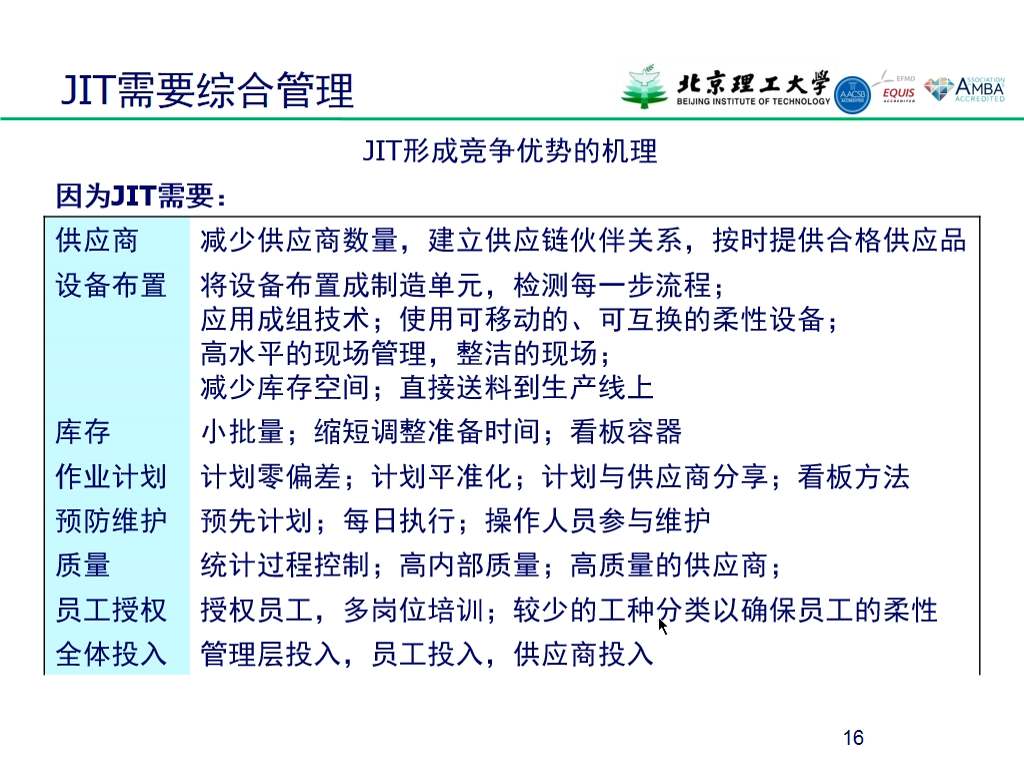 JIT需要综合管理
北京理工大学
BEIJING INSTITUTE OF TECHNOLOGY
AACSB
ACCREDITED
EFMD
EQUIS
ACCREDITED
ASSOCIATION
AMBA
ACCREDITED
JIT形成竞争优势的机理
因为JIT需要：
供应商 减少供应商数量，建立供应链伙伴关系，按时提供合格供应品
设备布置 将设备布置成制造单元，检测每一步流程；
应用成组技术；使用可移动的、可互换的柔性设备；
高水平的现场管理，整洁的现场；
减少库存空间；直接送料到生产线上
库存 小批量；缩短调整准备时间；看板容器
作业计划 计划零偏差；计划平准化；计划与供应商分享；看板方法
预防维护 预先计划；每日执行；操作人员参与维护
质量 统计过程控制；高内部质量；高质量的供应商；
员工授权 授权员工，多岗位培训；较少的工种分类以确保员工的柔性
全体投入 管理层投入，员工投入，供应商投入
16